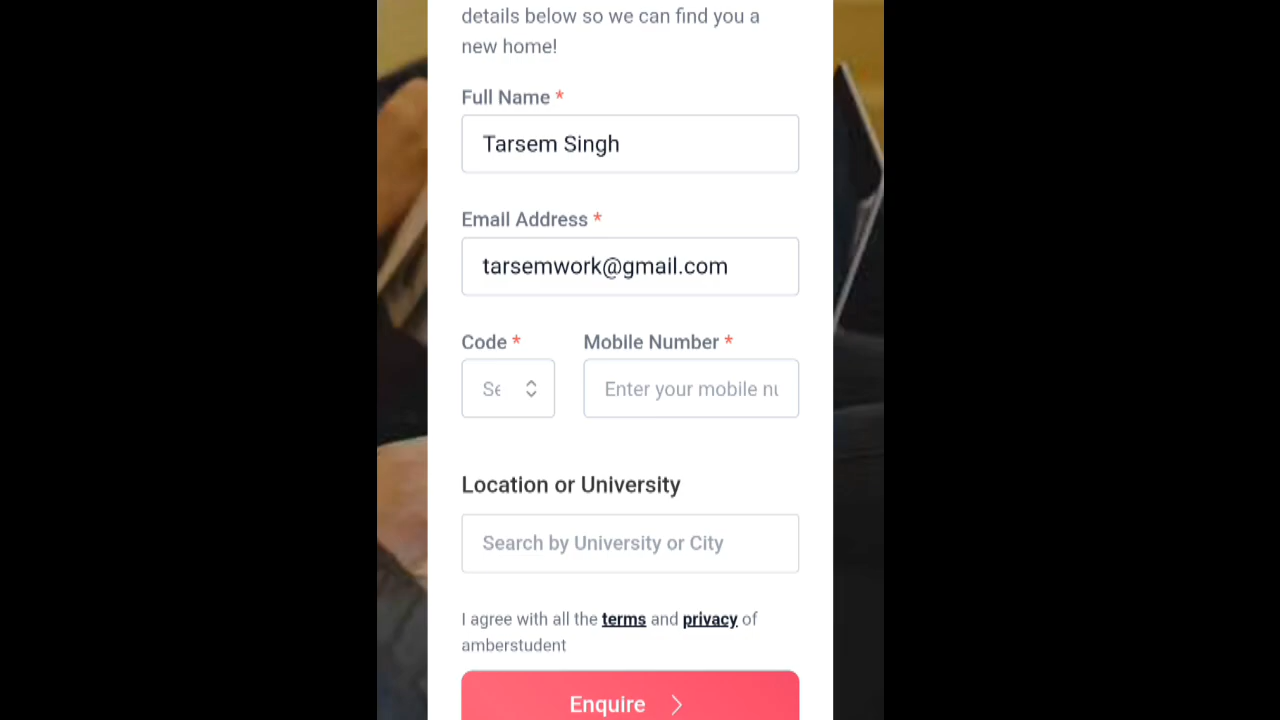 details below so we can find you a
new home!
Full Name *
Tarsem Singh
Email Address *
tarsemwork@gmail.com
Code * Mobile Number *
Enter your mobile
Location or University
Search by University or City
I agree with all the terms and privacy of
amberstudent
Enquire